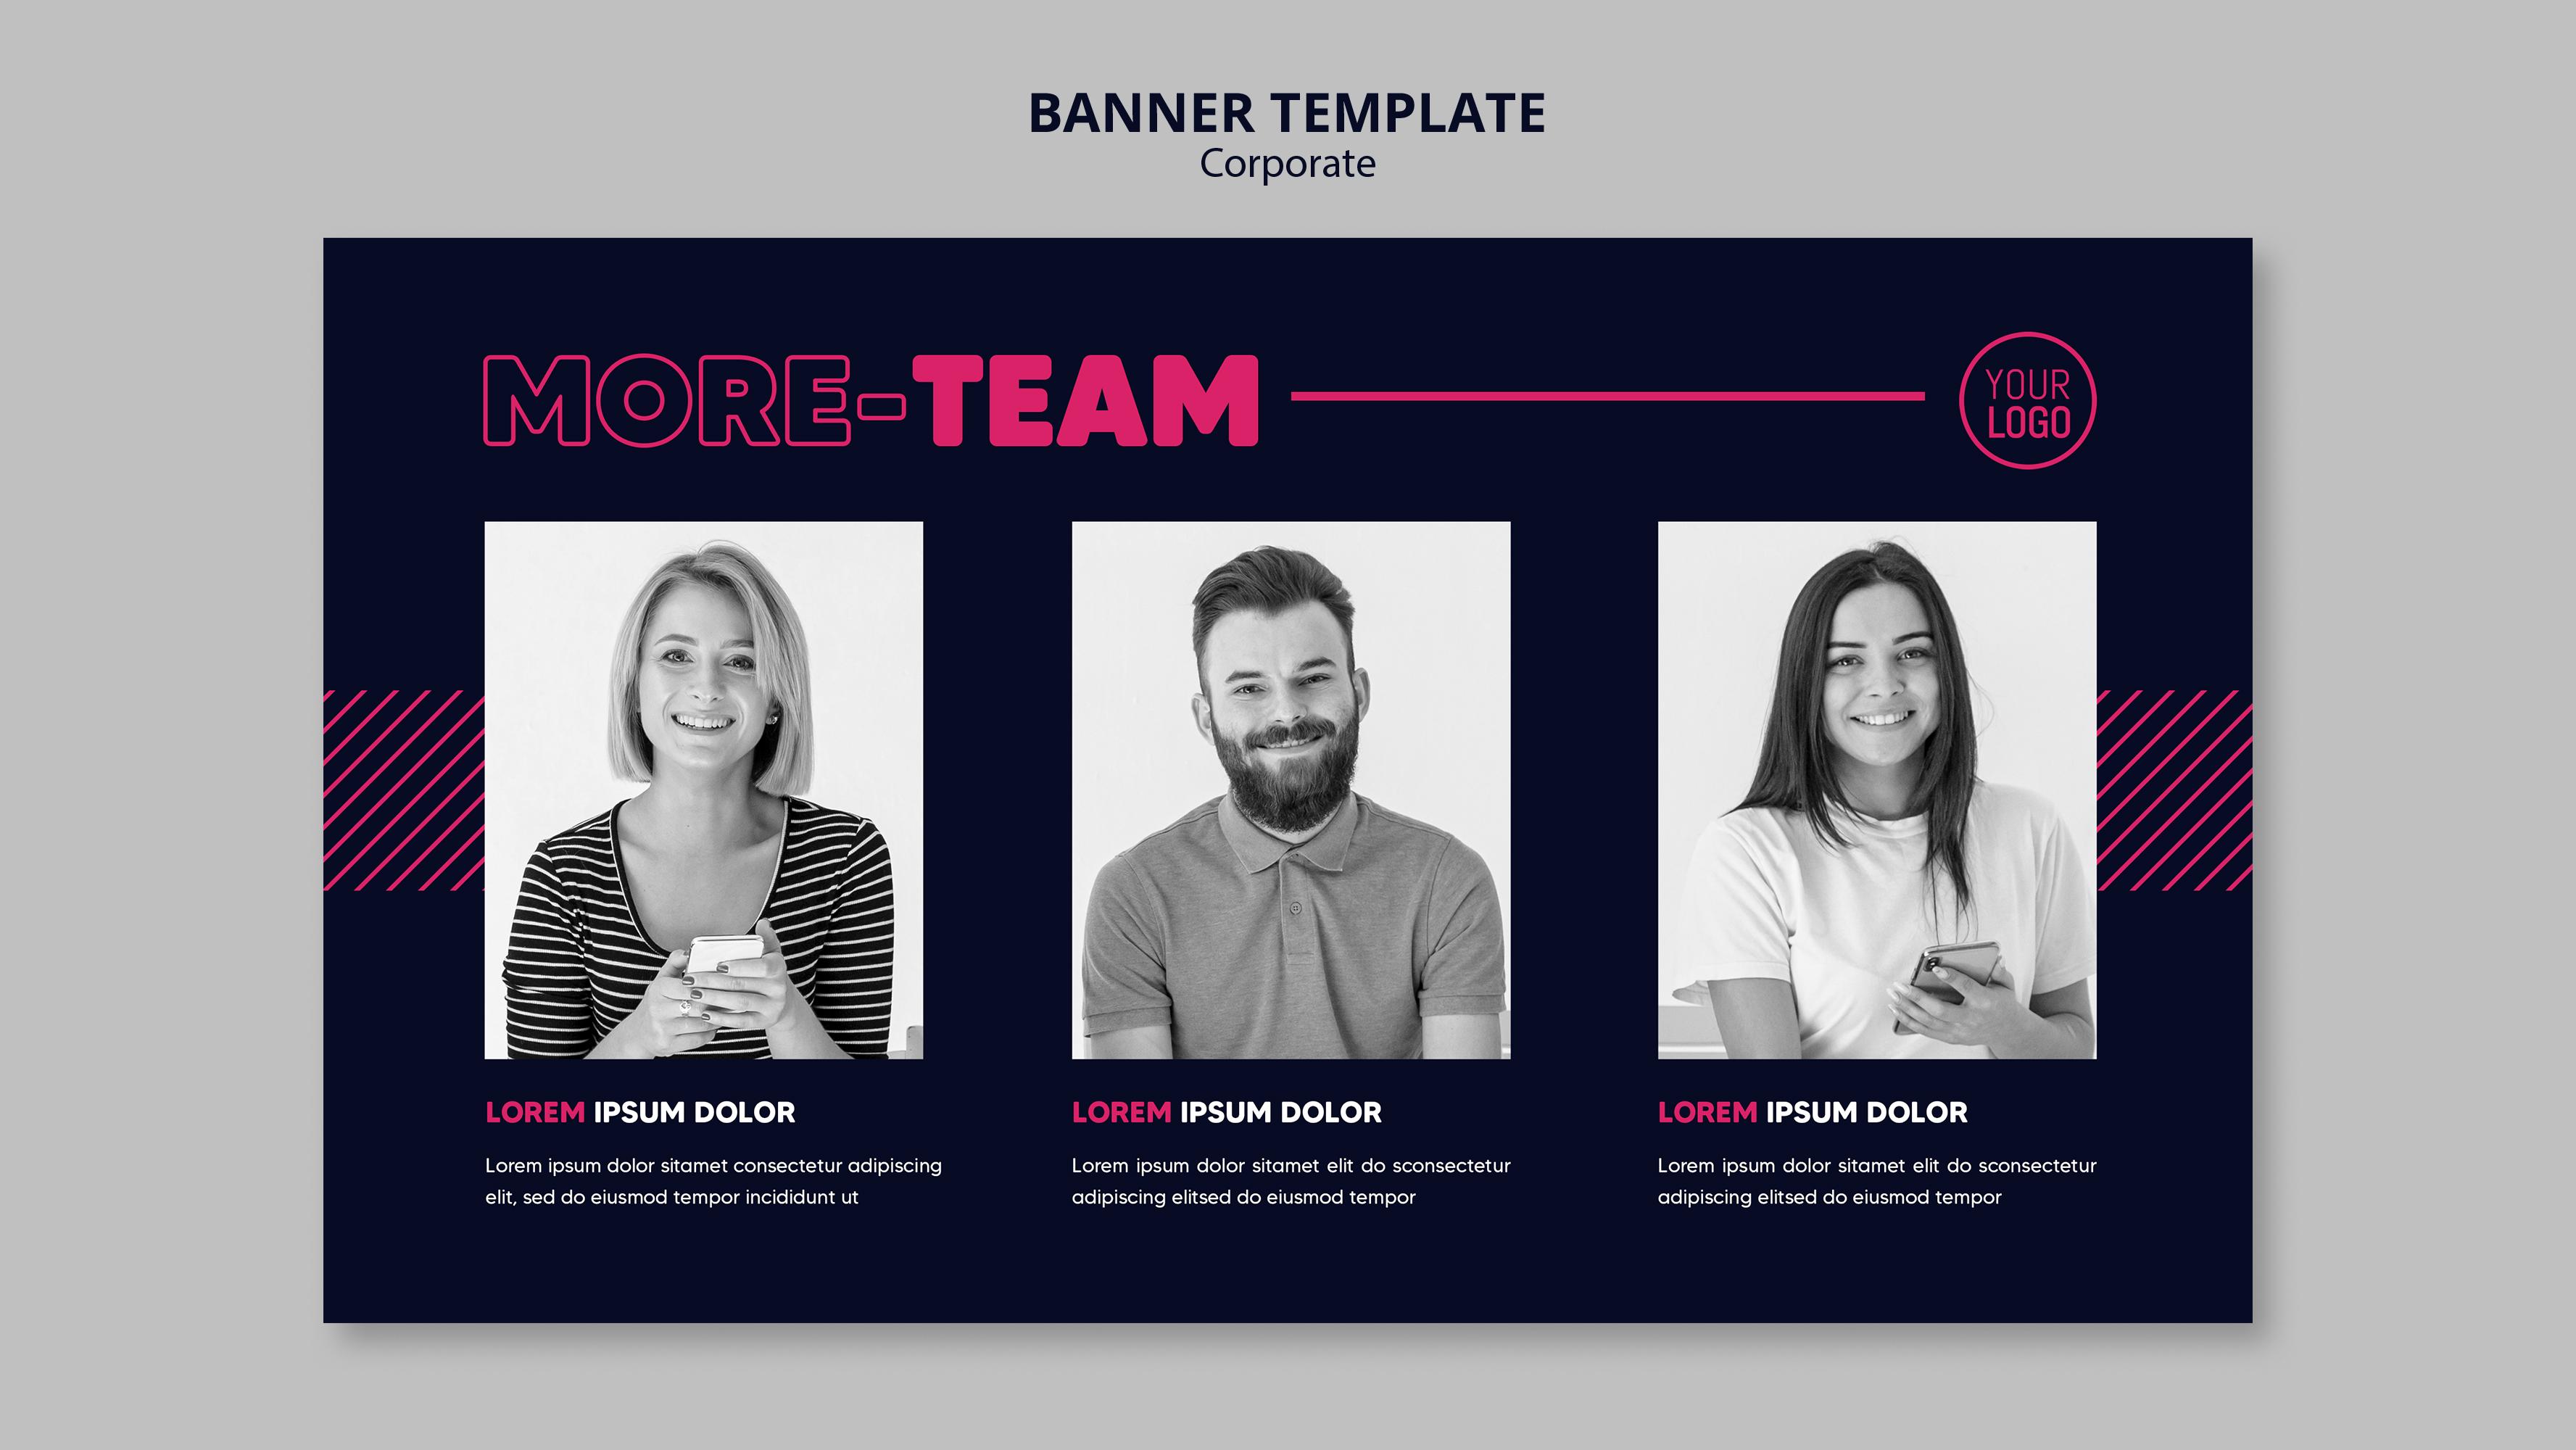 BANNER TEMPLATE
Corporate
MORE-TEAM
YOUR
LOGO
LOREM IPSUM DOLOR
Lorem ipsum dolor sitamet consectetur adipiscing
elit, sed do eiusmod tempor incididunt ut
LOREM IPSUM DOLOR
Lorem ipsum dolor sitamet elit do sconsectetur
adipiscing elitsed do eiusmod tempor
LOREM IPSUM DOLOR
Lorem ipsum dolor sitamet elit do sconsectetur
adipiscing elitsed do eiusmod tempor